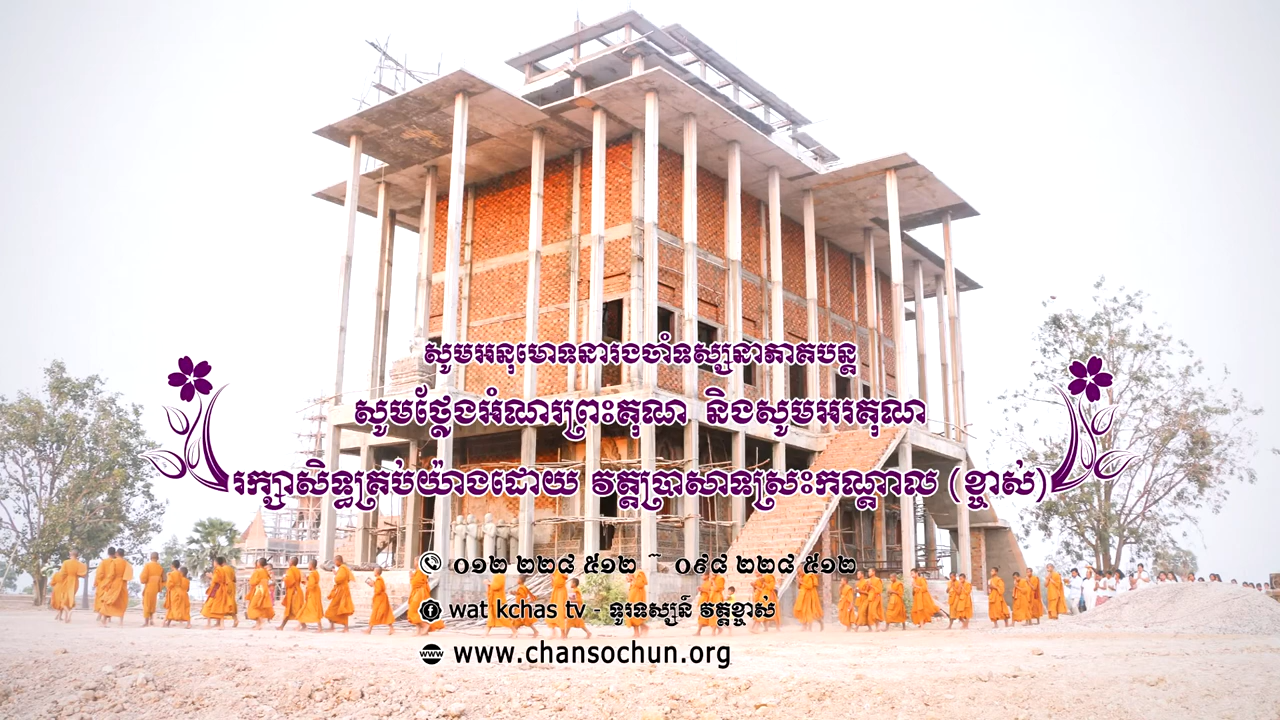 សូមអនុមោទនារងចាំទស្សនាភាគបន្ត
សូមថ្លែងអំណរព្រះគុណ និងសូមអរគុណ
រក្សាសិទ្ធគ្រប់យ៉ាងដោយ វត្តប្រាសាទស្រះកណ្តាល (ខ្ចាស់)
០១២ ២២៨ ៥១២ - ០៩៨ ២២៨ ៥១២
wat kchas tv - ទូរទស្សន៍ វត្តខ្ចាស់
www.chansochun.org